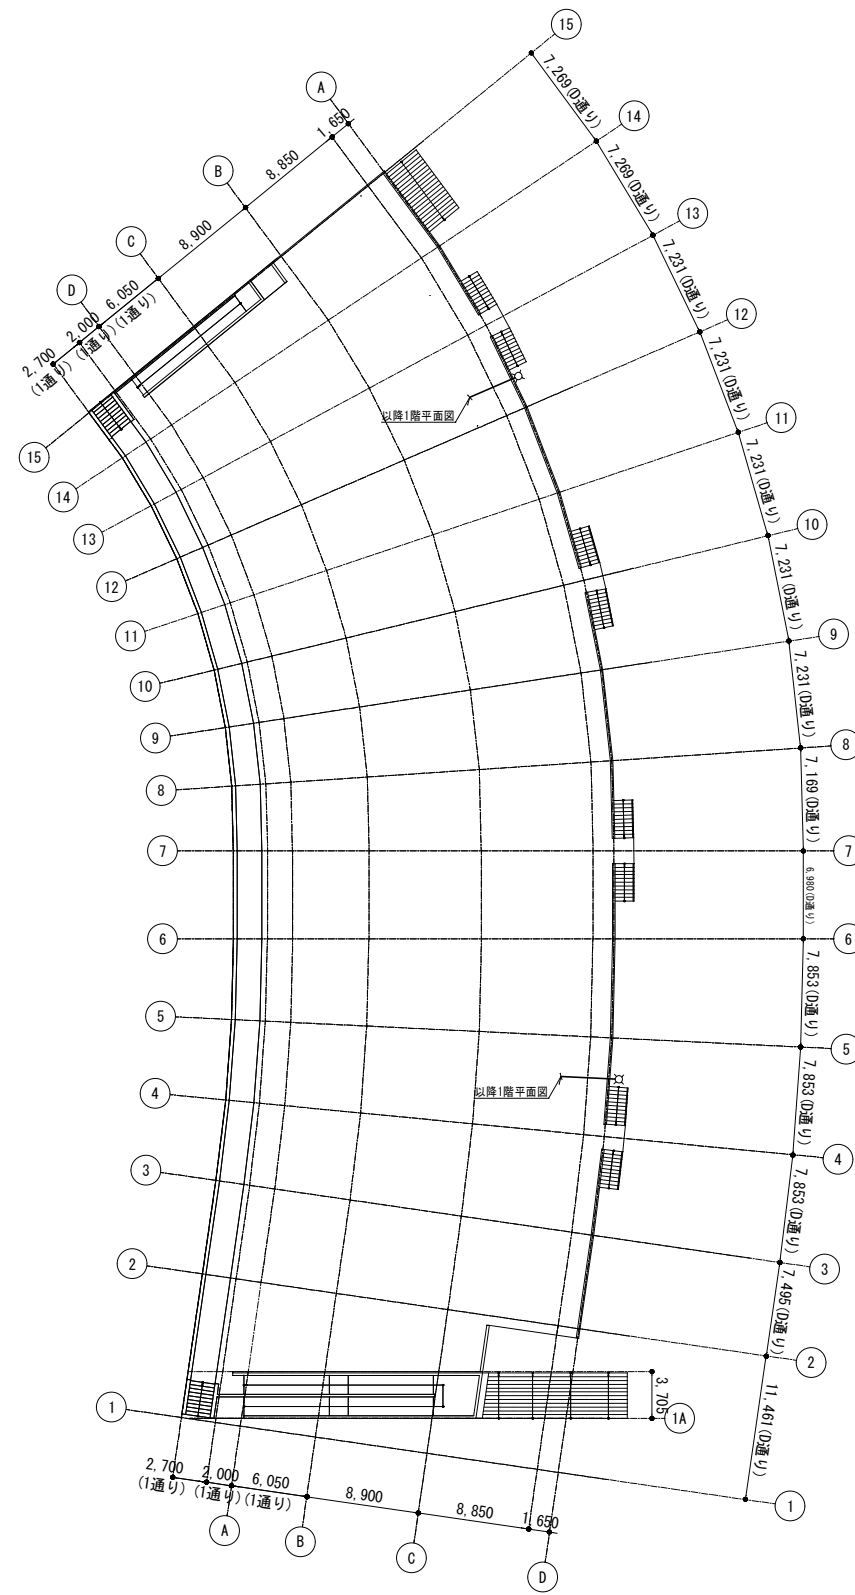 15
A
1,650
7,269(D通り)
14
8,850
7,269(D通り)
B
8,900
13
C
7,231(D通り)
6,050
(1通り)
D
2,000
(1通り)
12
2,700
(1通り)
7,231(D通り)
以降1階平面図
11
15
7,231(D通り)
14
10
13
7,231(D通り)
12
9
11
7,231(D通り)
10
8
9
7,169(D通り)
8
7
7
6,980(D通り)
6
6
7,853(D通り)
5
5
7,853(D通り)
以降1階平面図
4
4
7,853(D通り)
3
3
7,495(D通り)
2
2
3,705
11,461(D通り)
1
1A
2,700
(1通り)
2,000
(1通り)
6,050
(1通り)
8,900
8,850
1,650
1
A
B
C
D